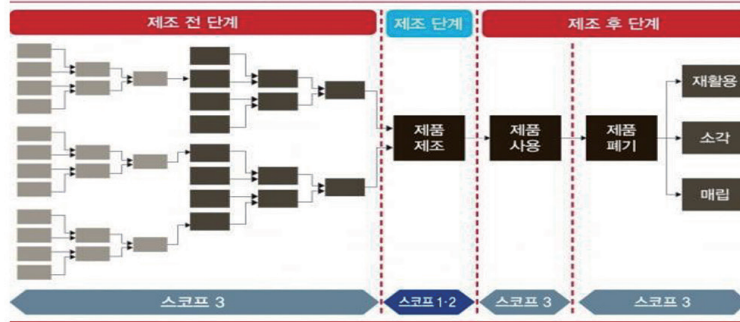 제조 전 단계
제조 단계
제조 후 단계
제품
제조
제품
사용
제품
폐기
재활용
소각
매립
스코프 3
스코프 1·2
스코프 3
스코프 3